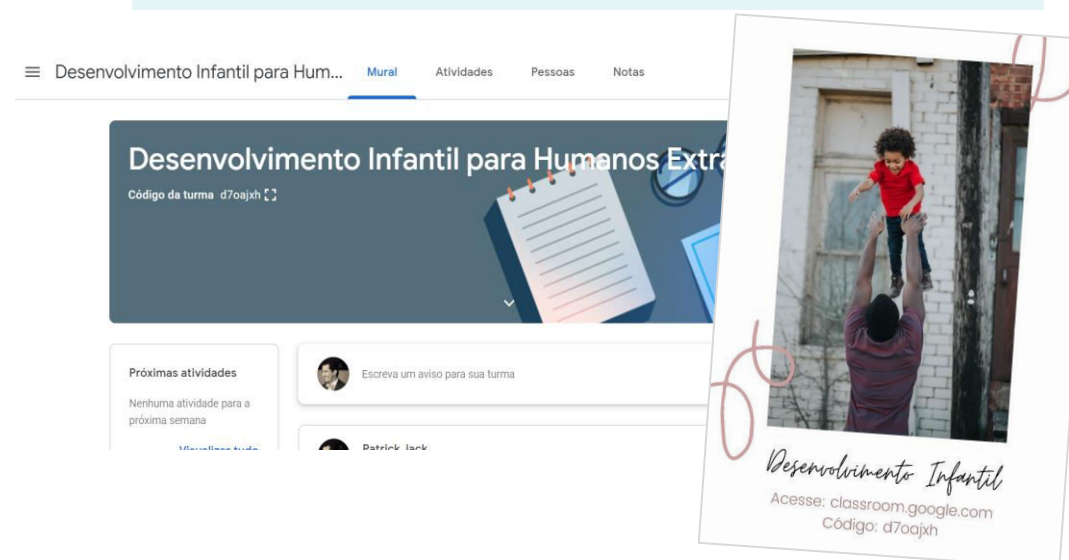 Desenvolvimento Infantil para Hum... Mural Atividades Pessoas Notas
Desenvolvimento Infantil para Humanos Extra
Código da turma d7oajxh
Próximas atividades
Nenhuma atividade para a
próxima semana
Visualizar tudo
Escreva um aviso para sua turma
Patrick Jack
Desenvolvimento Infantil
Acesse: classroom.google.com
Código: d7oajxh